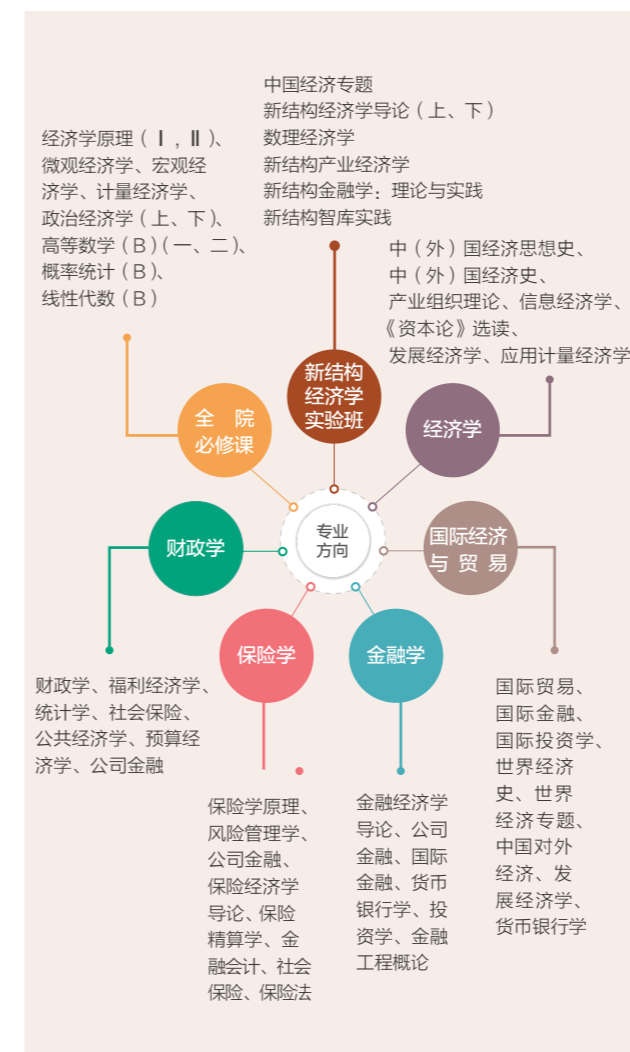 中国经济专题
新结构经济学导论（上、下）
数理经济学
新结构产业经济学
新结构金融学：理论与实践
新结构智库实践
经济学原理（Ⅰ，Ⅱ）、
微观经济学、宏观经
济学、计量经济学、
政治经济学（上、下）、
高等数学（B）（一、二）、
概率统计（B）、
线性代数（B）
中（外）国经济思想史、
中（外）国经济史、
产业组织理论、信息经济学、
《资本论》选读、
发展经济学、应用计量经济学
新结构
经济学
实验班
全 院
必修课
经济学
专业
方向
财政学
国际经济
与 贸 易
保险学
金融学
财政学、福利经济学、
统计学、社会保险、
公共经济学、预算经
济学、公司金融
保险学原理、
风险管理学、
公司金融、
保险经济学
导论、保险
精算学、金
融会计、社会
保险、保险法
金融经济学
导论、公司
金融、国际
金融、货币
银行学、投
资学、金融
工程概论
国际贸易、
国际金融、
国际投资学、
世界经济
史、世界
经济专题、
中国对外
经济、发
展经济学、
货币银行学